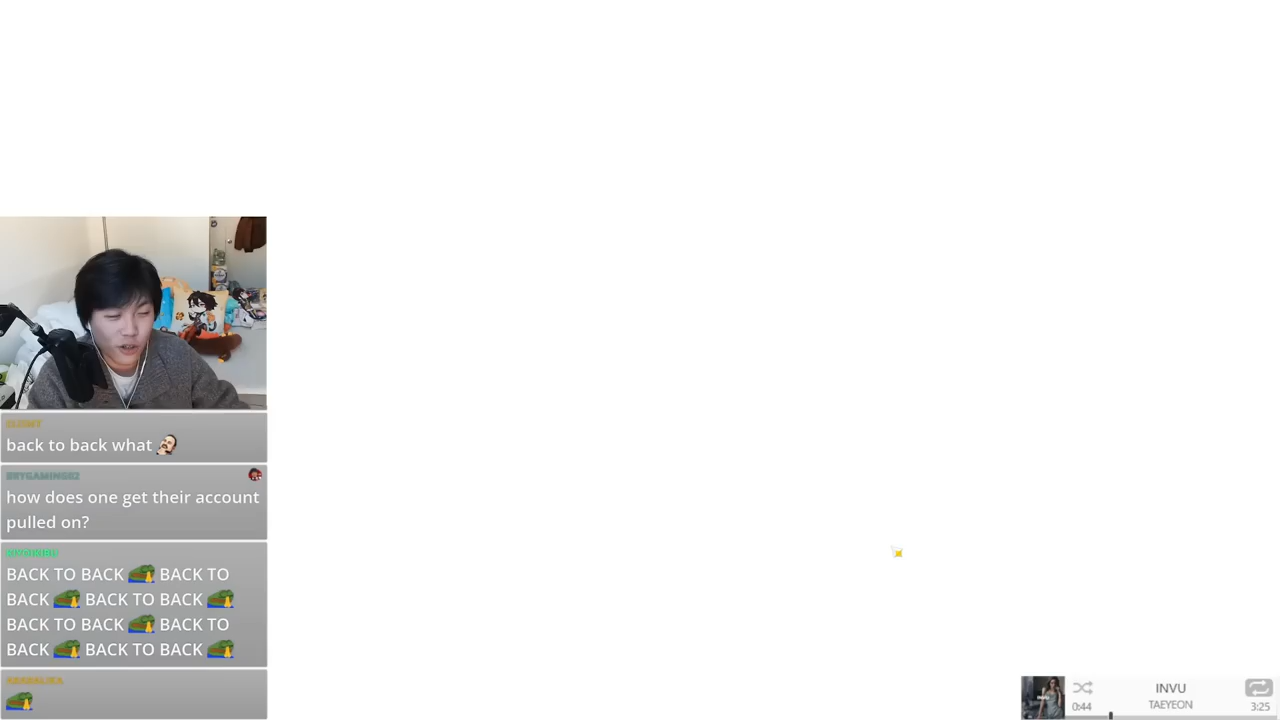 back to back what
BRYGAMING82
how does one get their account
pulled on?
BACK TO BACK BACK TO
BACK BACK TO BACK
BACK TO BACK BACK TO
BACK BACK TO BACK
INVU
TAEYEON
0:44
3:25